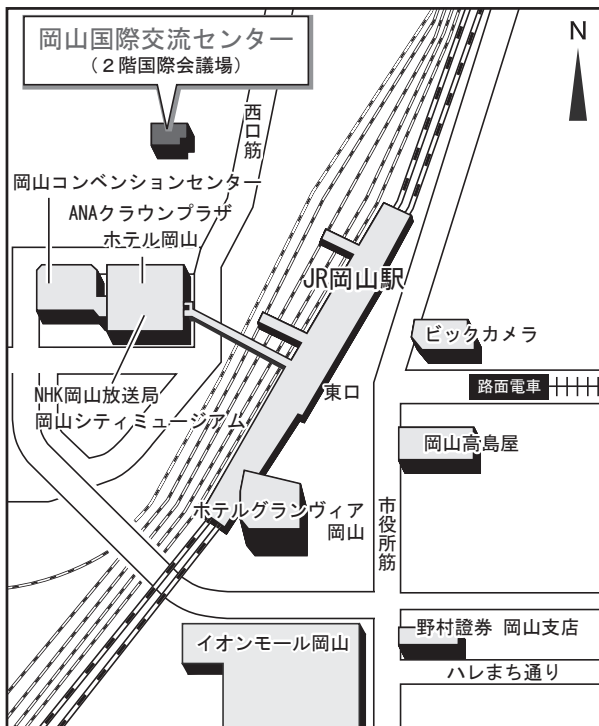 岡山国際交流センター
（２階国際会議場）
N
西口筋
岡山コンベンションセンター
ANAクラウンプラザ
ホテル岡山
JR岡山駅
ビックカメラ
路面電車
NHK岡山放送局
岡山シティミュージアム
東口
岡山高島屋
ホテルグランヴィア
岡山
市役所筋
イオンモール岡山
野村證券 岡山支店
ハレまち通り